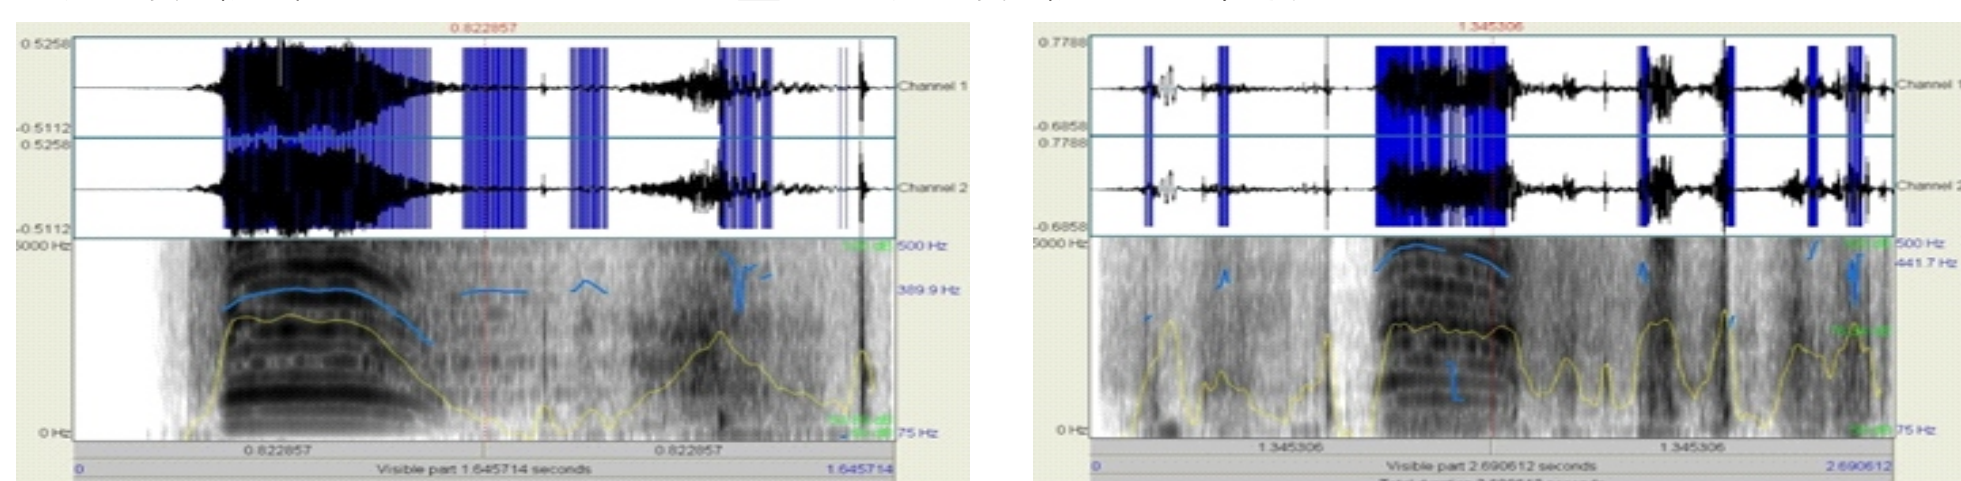 0.822857
0.5258
Channel 1
-0.5112
0.5258
Channel 2
-0.5112
5000 Hz
500 Hz
389.9 Hz
0 Hz
75 Hz
0.822857
0.822857
0
Visible part 1.645714 seconds
1.645714
1.345306
0.7788
Channel 1
-0.6858
0.7788
Channel 2
-0.6858
5000 Hz
500 Hz
441.7 Hz
0 Hz
75 Hz
1.345306
1.345306
0
Visible part 2.690612 seconds
2.690612